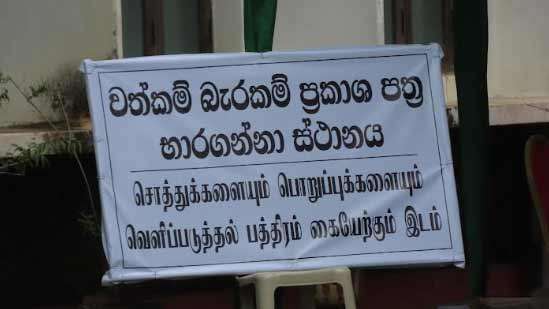 වත්කම් බැරකම් ප්‍රකාශ පත්‍ර
භාරගන්නා ස්ථානය
சொத்துக்களையும் பொறுப்புக்களையும்
வெளிப்படுத்தல் பத்திரம் கையேற்கும் இடம்